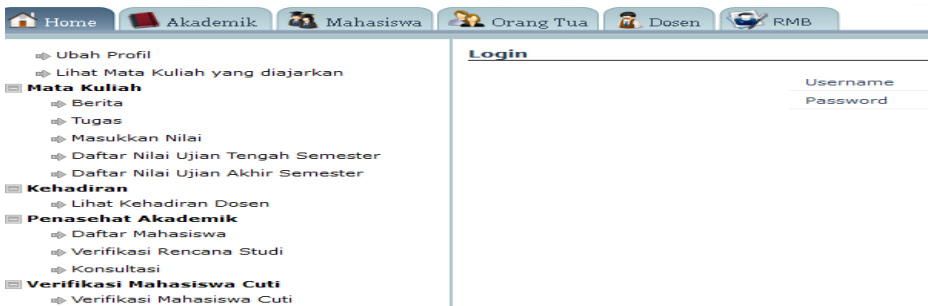 Home Akademik Mahasiswa Orang Tua Dosen RMB
Ubah Profil
Lihat Mata Kuliah yang diajarkan
Mata Kuliah
Berita
Tugas
Masukkan Nilai
Daftar Nilai Ujian Tengah Semester
Daftar Nilai Ujian Akhir Semester
Kehadiran
Lihat Kehadiran Dosen
Penasehat Akademik
Daftar Mahasiswa
Verifikasi Rencana Studi
Konsultasi
Verifikasi Mahasiswa Cuti
Verifikasi Mahasiswa Cuti
Login
Username
Password